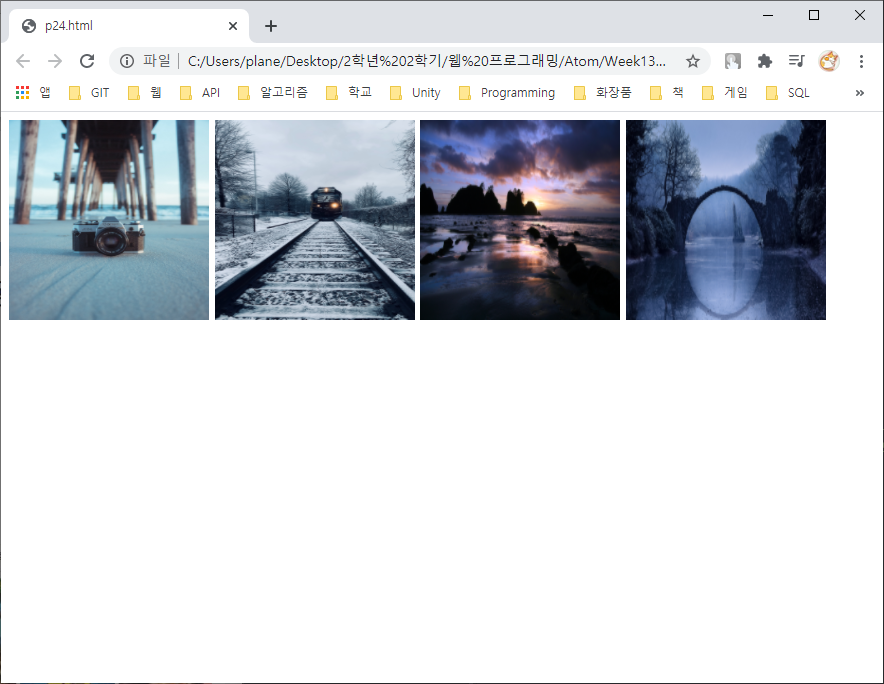 p24.html
파일 C:/Users/plane/Desktop/2학년%202학기/웹%20프로그래밍/Atom/Week13...
앱 GIT 웹 API 알고리즘 학교 Unity Programming 화장품 책 게임 SQL »